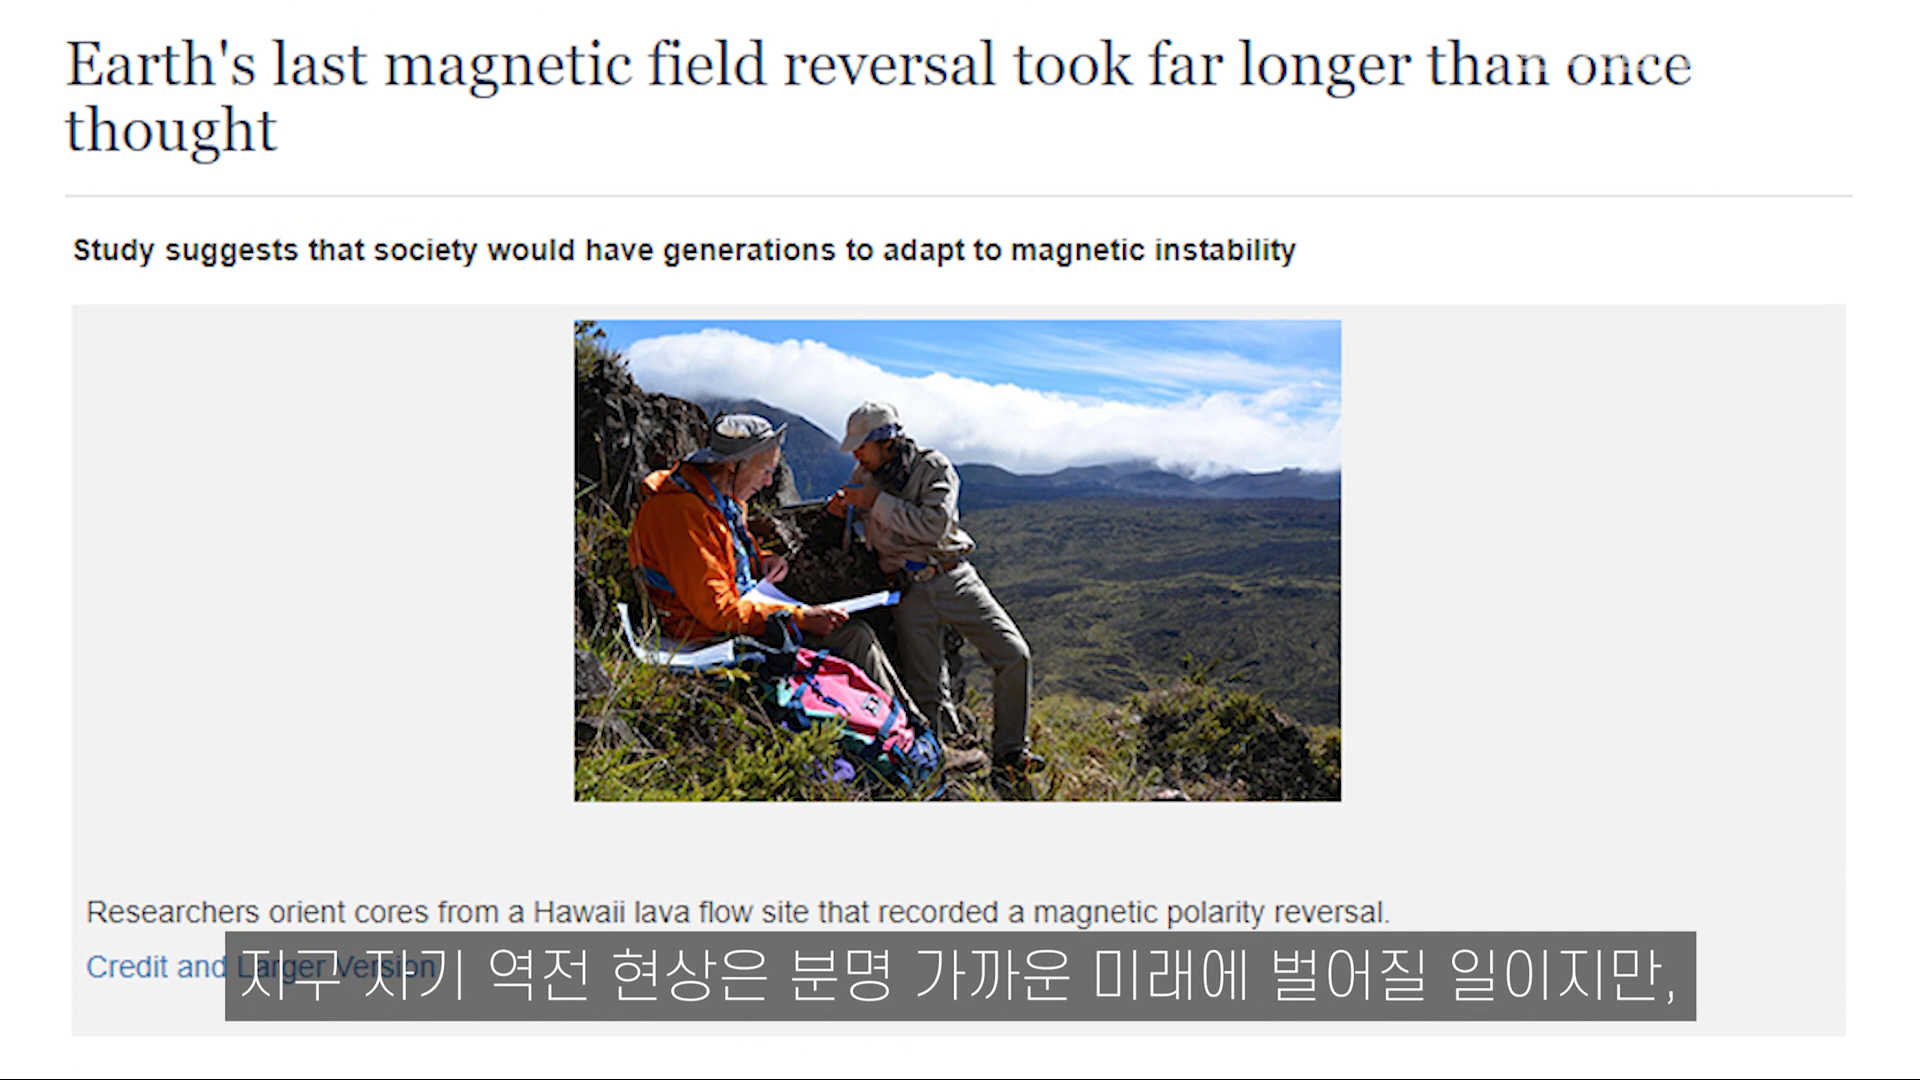 Earth's last magnetic field reversal took far longer than once
thought
Study suggests that society would have generations to adapt to magnetic instability
Researchers orient cores from a Hawaii lava flow site that recorded a magnetic polarity reversal.
Credit and Larger Version
지구 자기 역전 현상은 분명 가까운 미래에 벌어질 일이지만,